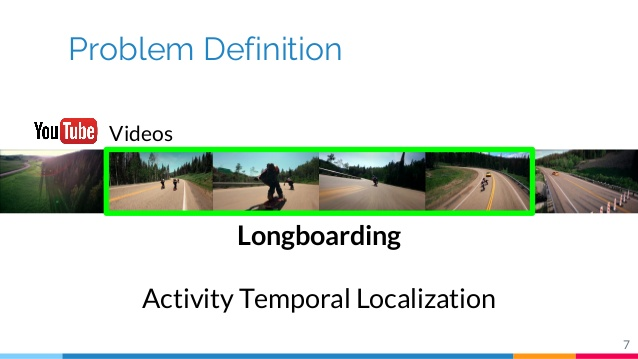 Problem Definition
YouTube Videos
Longboarding
Activity Temporal Localization
7